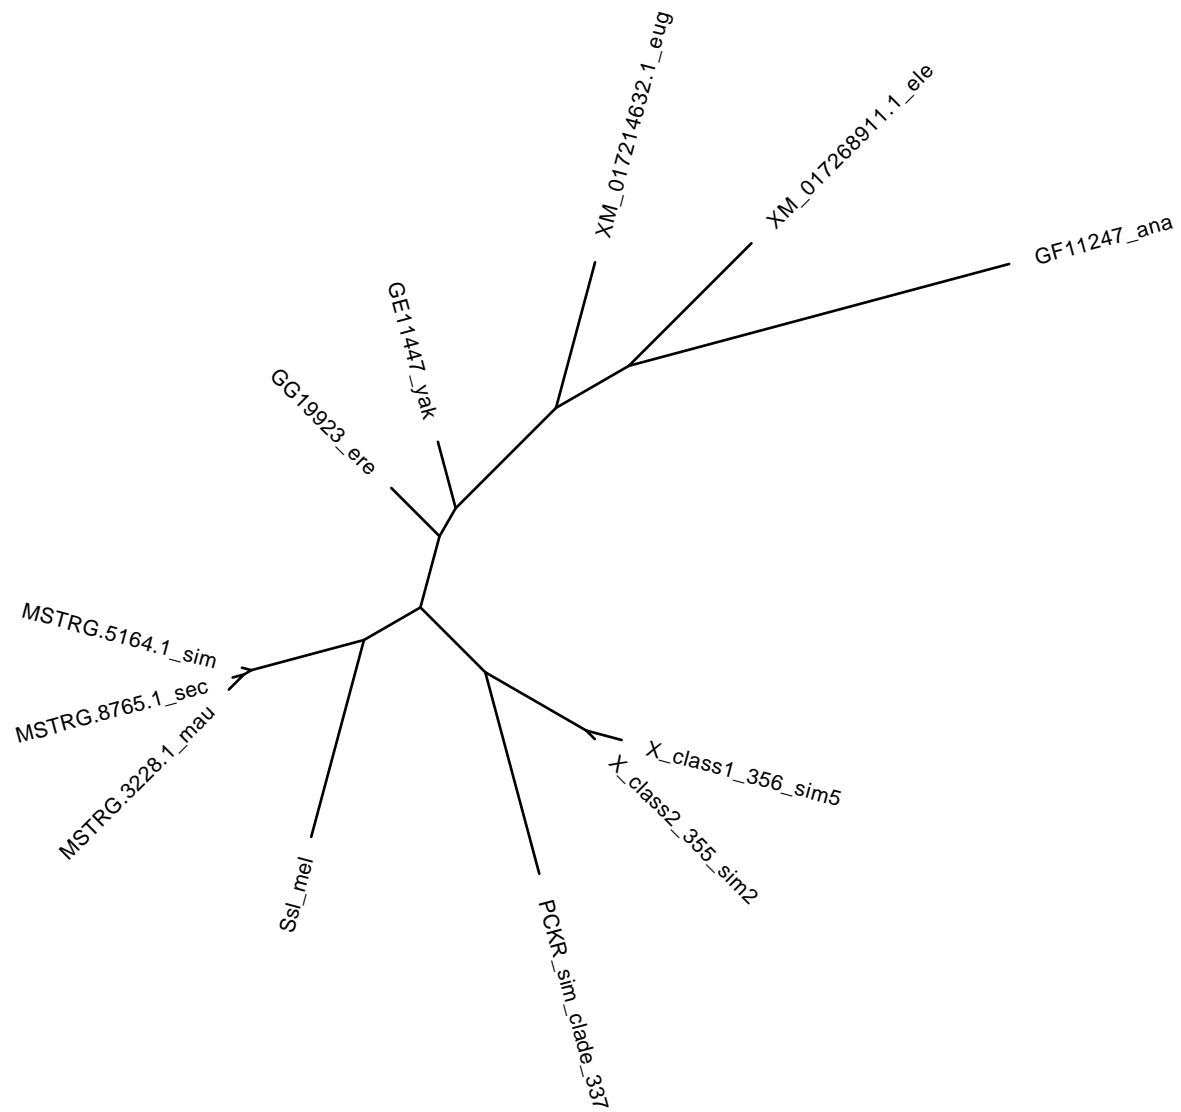 XM_017214632.1_eug
XM_017268911.1_ele
GF11247_ana
GE11447_yak
GG19923_ere
MSTRG.5164.1_sim
MSTRG.8765.1_sec
MSTRG.3228.1_mau
X_class1_356_sim5
X_class2_355_sim2
Ssl_mel
PCKR_sim_clade_337